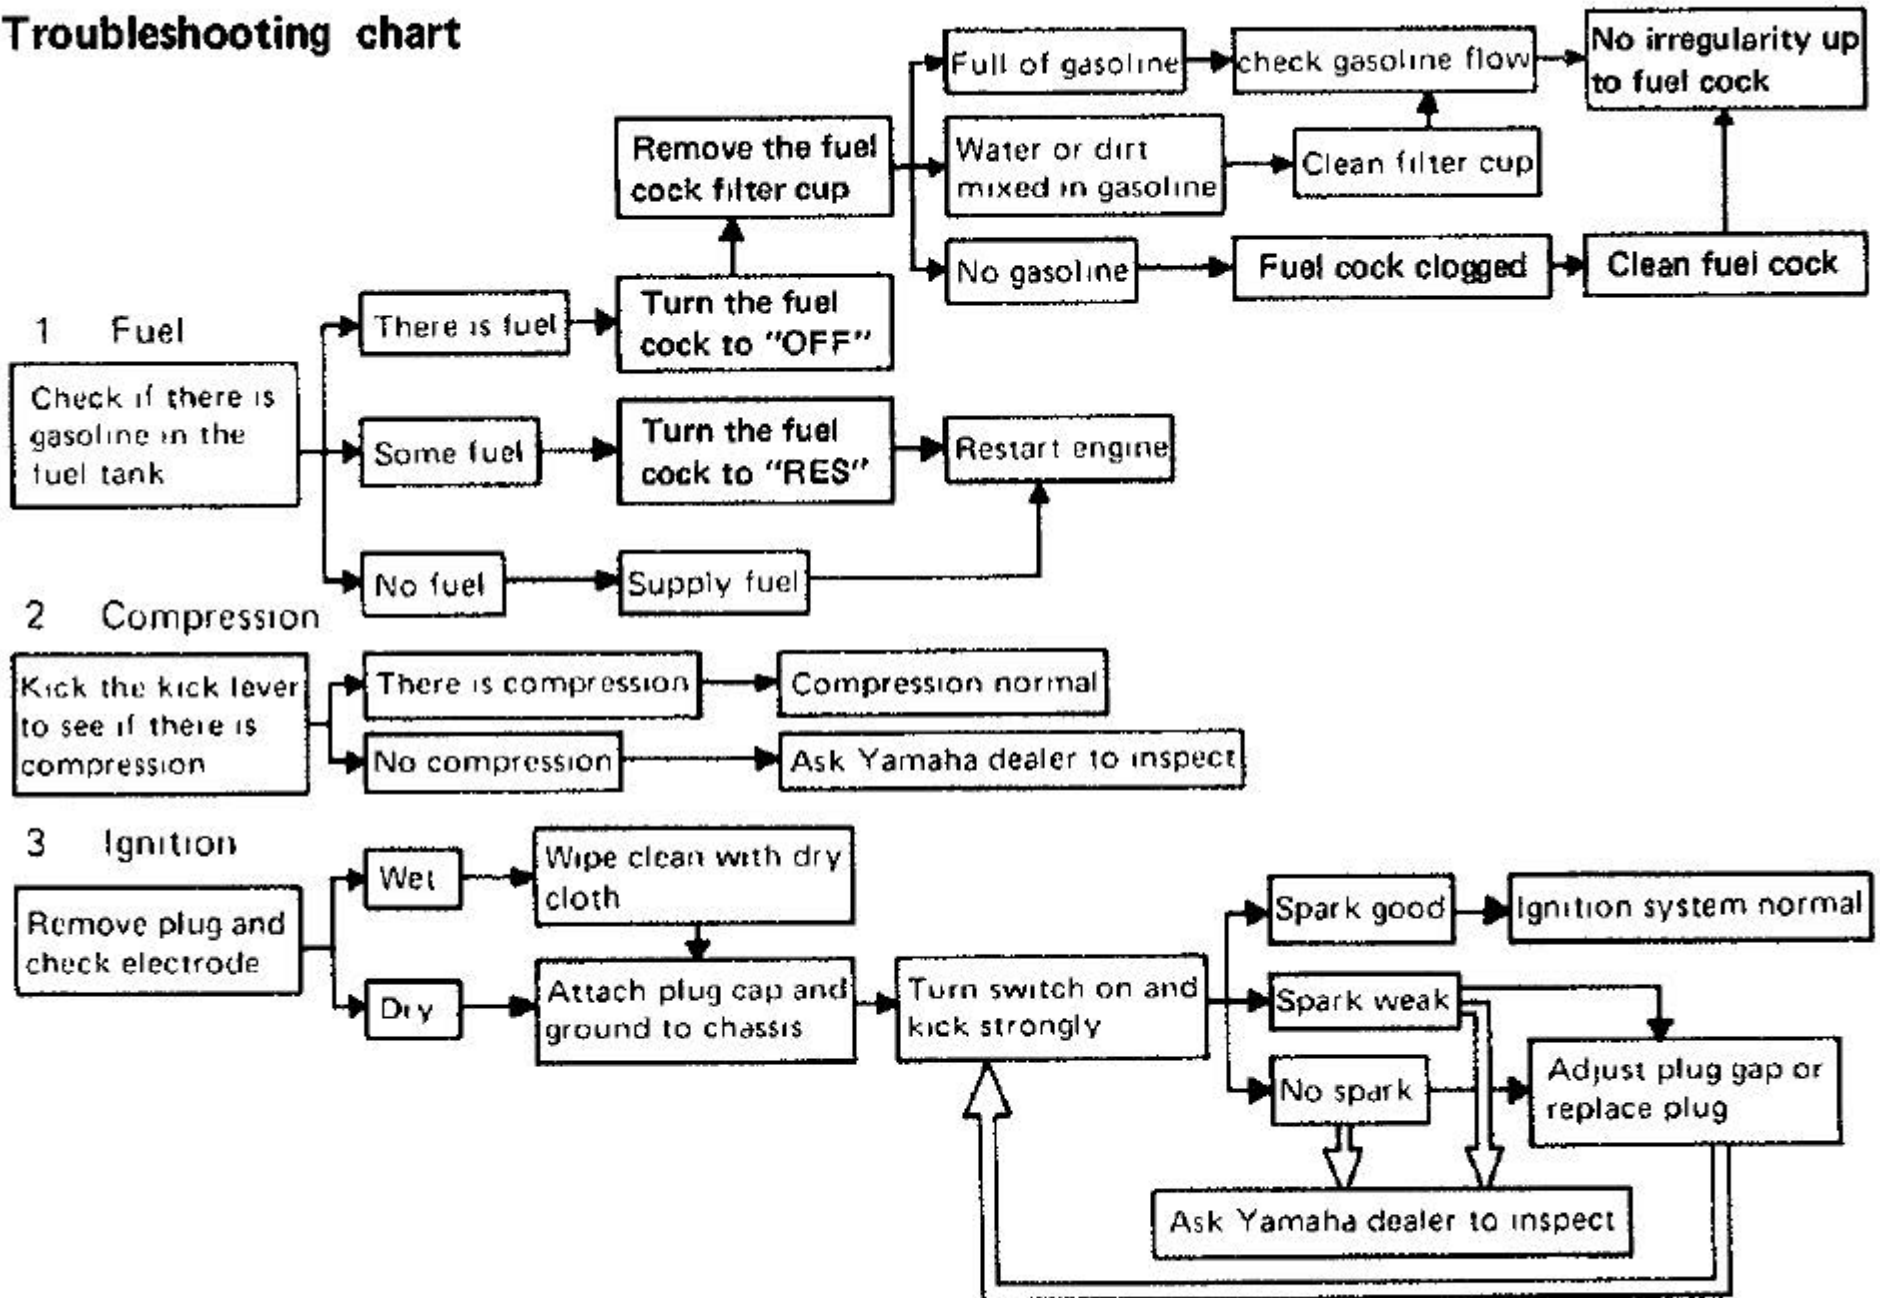 Troubleshooting chart
Full of gasoline
check gasoline flow
No irregularity up
to fuel cock
Remove the fuel
cock filter cup
Water or dirt
mixed in gasoline
Clean filter cup
No gasoline
Fuel cock clogged
Clean fuel cock
1 Fuel
There is fuel
Turn the fuel
cock to "OFF"
Check if there is
gasoline in the
fuel tank
Some fuel
Turn the fuel
cock to "RES"
Restart engine
No fuel
Supply fuel
2 Compression
Kick the kick lever
to see if there is
compression
There is compression
Compression normal
No compression
Ask Yamaha dealer to inspect
3 Ignition
Remove plug and
check electrode
Wet
Wipe clean with dry
cloth
Dry
Attach plug cap and
ground to chassis
Turn switch on and
kick strongly
Spark good
Ignition system normal
Spark weak
No spark
Adjust plug gap or
replace plug
Ask Yamaha dealer to inspect